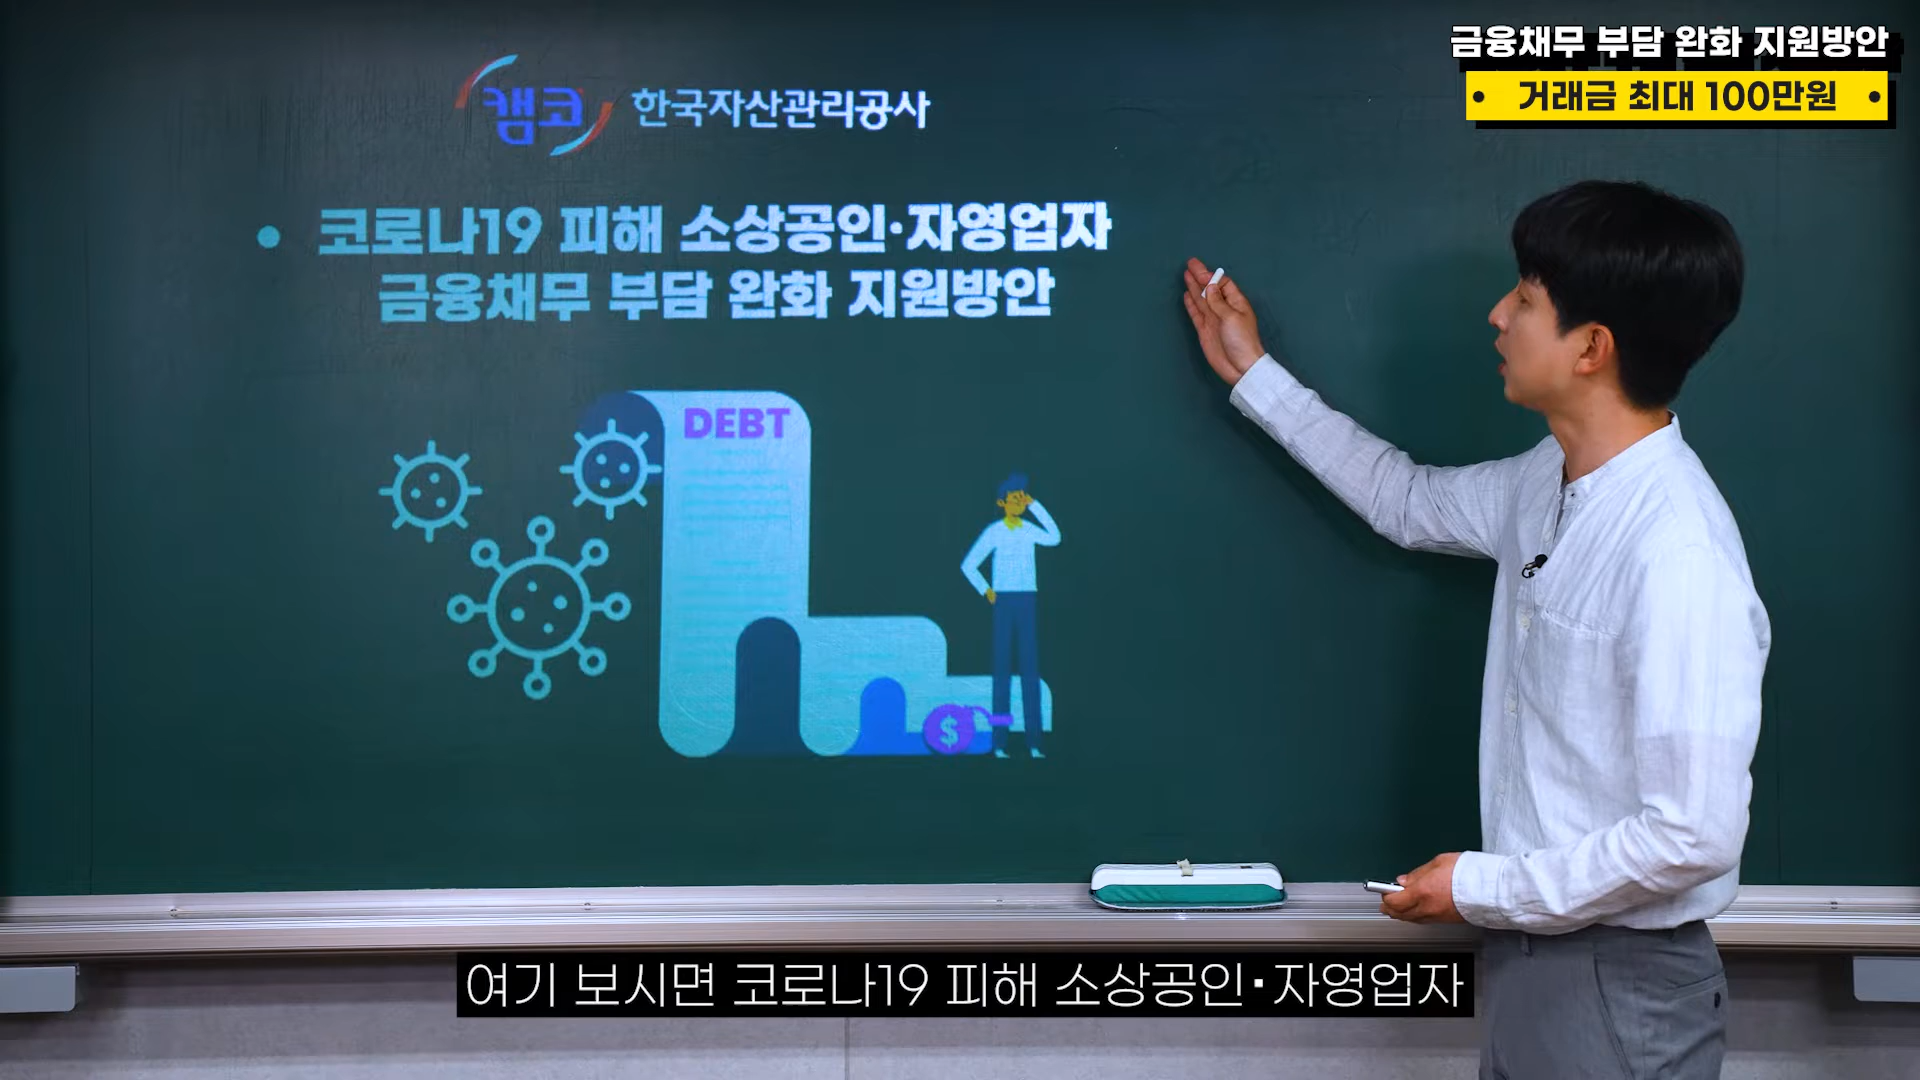 금융채무 부담 완화 지원방안
• 거래금 최대 100만원 •
캠코 한국자산관리공사
• 코로나19 피해 소상공인·자영업자
금융채무 부담 완화 지원방안
DEBT
$
여기 보시면 코로나19 피해 소상공인·자영업자